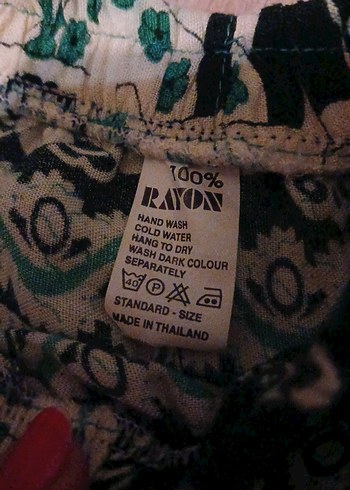 100%
RAYON
HAND WASH
COLD WATER
HANG TO DRY
WASH DARK COLOUR
SEPARATELY
40 P
STANDARD - SIZE
MADE IN THAILAND